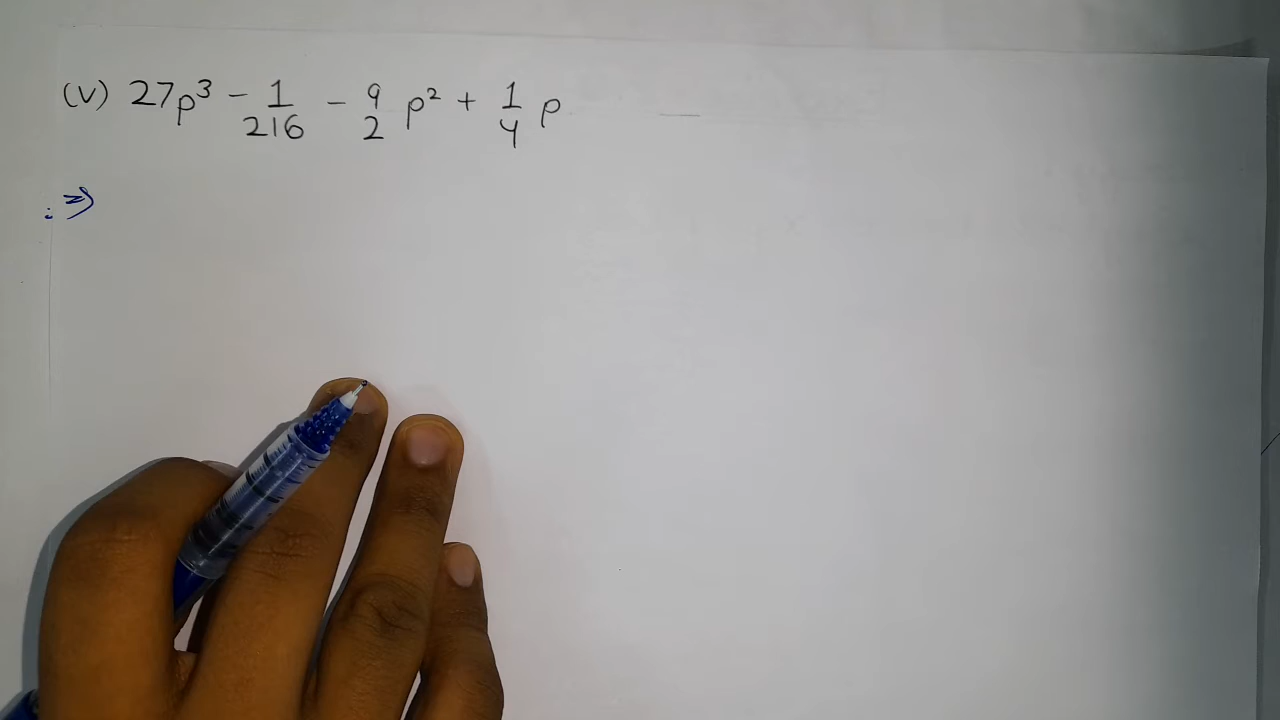 (V) 27p³ - 1/216 - 9/2 p² + 1/4 p
:⇒